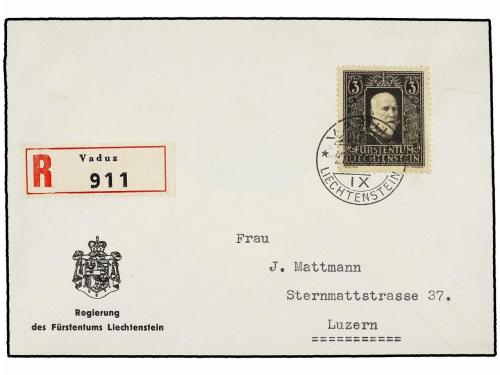 3 3
FÜRSTENTUM
LIECHTENSTEIN
IX
LIECHTENSTEIN
Vaduz
R 911
Frau
J. Mattmann
Sternmattstrasse 37.
Luzern
Regierung
des Fürstentums Liechtenstein